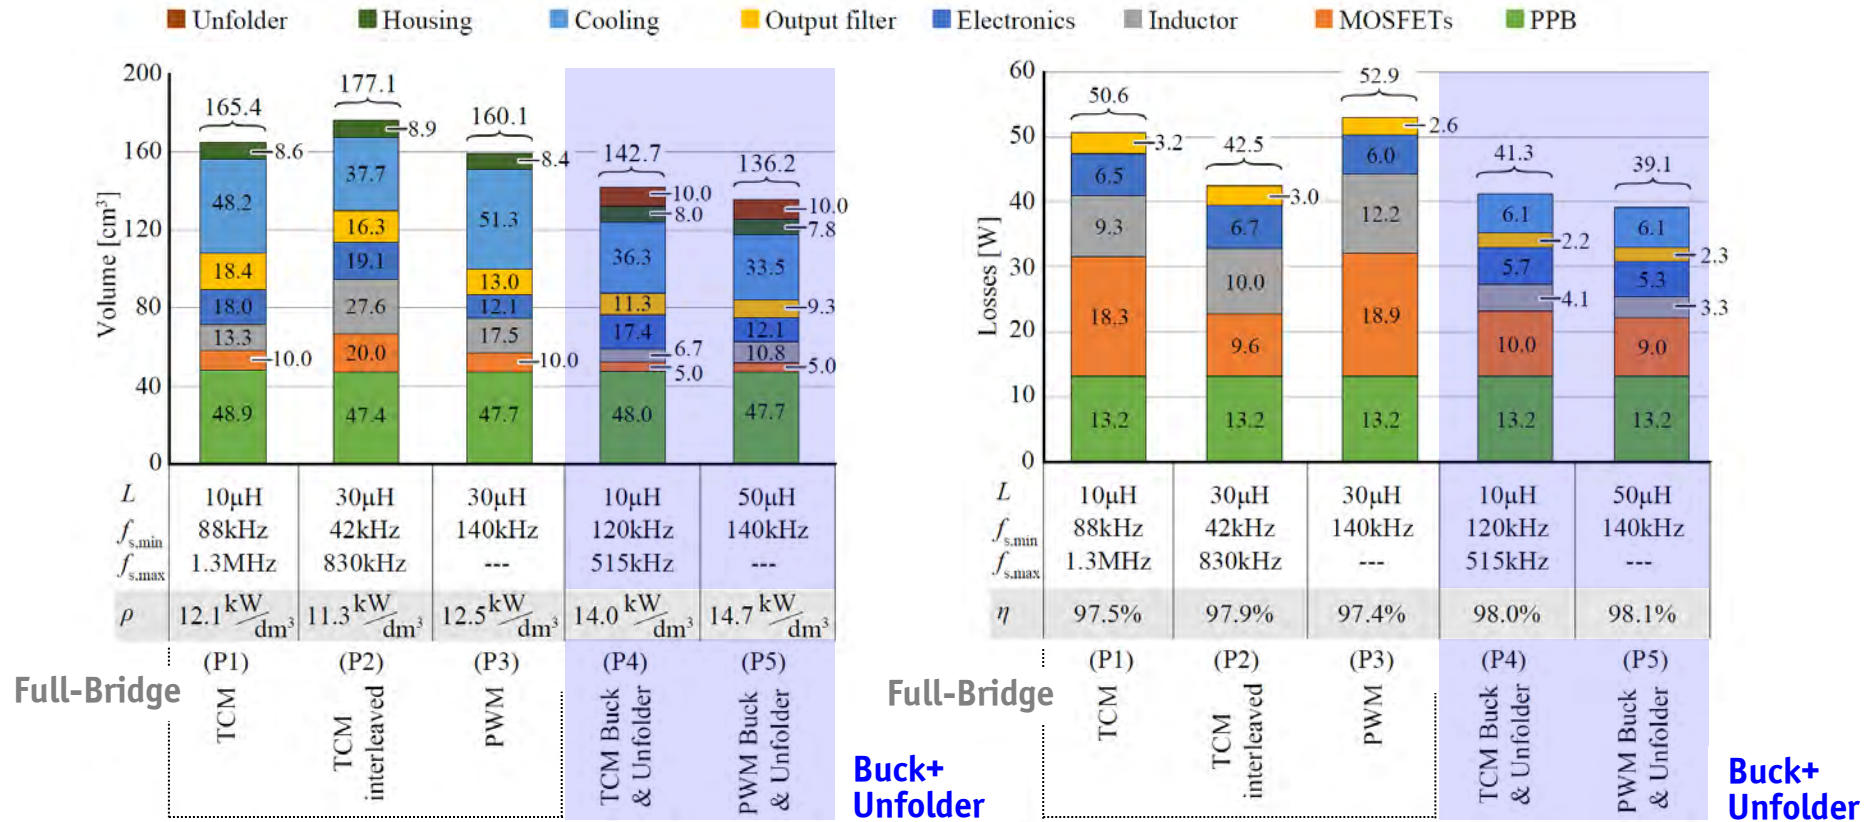 Unfolder Housing Cooling Output filter Electronics Inductor MOSFETs PPB
Volume [cm³]
200
160
120
80
40
0
165.4
8.6
48.2
18.4
18.0
13.3
10.0
48.9
177.1
8.9
37.7
16.3
19.1
27.6
20.0
47.4
160.1
8.4
51.3
13.0
12.1
17.5
10.0
47.7
142.7
10.0
8.0
36.3
11.3
17.4
6.7
5.0
48.0
136.2
10.0
7.8
33.5
9.3
12.1
10.8
5.0
47.7
L 10µH 30µH 30µH 10µH 50µH
fs,min 88kHz 42kHz 140kHz 120kHz 140kHz
fs,max 1.3MHz 830kHz --- 515kHz ---
ρ 12.1 kW/dm³ 11.3 kW/dm³ 12.5 kW/dm³ 14.0 kW/dm³ 14.7 kW/dm³
(P1) (P2) (P3) (P4) (P5)
Full-Bridge
TCM
TCM
interleaved
PWM
TCM Buck
& Unfolder
PWM Buck
& Unfolder
Buck+
Unfolder
Losses [W]
60
50
40
30
20
10
0
50.6
3.2
6.5
9.3
18.3
13.2
42.5
3.0
6.7
10.0
9.6
13.2
52.9
2.6
6.0
12.2
18.9
13.2
41.3
6.1
2.2
5.7
4.1
10.0
13.2
39.1
6.1
2.3
5.3
3.3
9.0
13.2
L 10µH 30µH 30µH 10µH 50µH
fs,min 88kHz 42kHz 140kHz 120kHz 140kHz
fs,max 1.3MHz 830kHz --- 515kHz ---
η 97.5% 97.9% 97.4% 98.0% 98.1%
(P1) (P2) (P3) (P4) (P5)
Full-Bridge
TCM
TCM
interleaved
PWM
TCM Buck
& Unfolder
PWM Buck
& Unfolder
Buck+
Unfolder